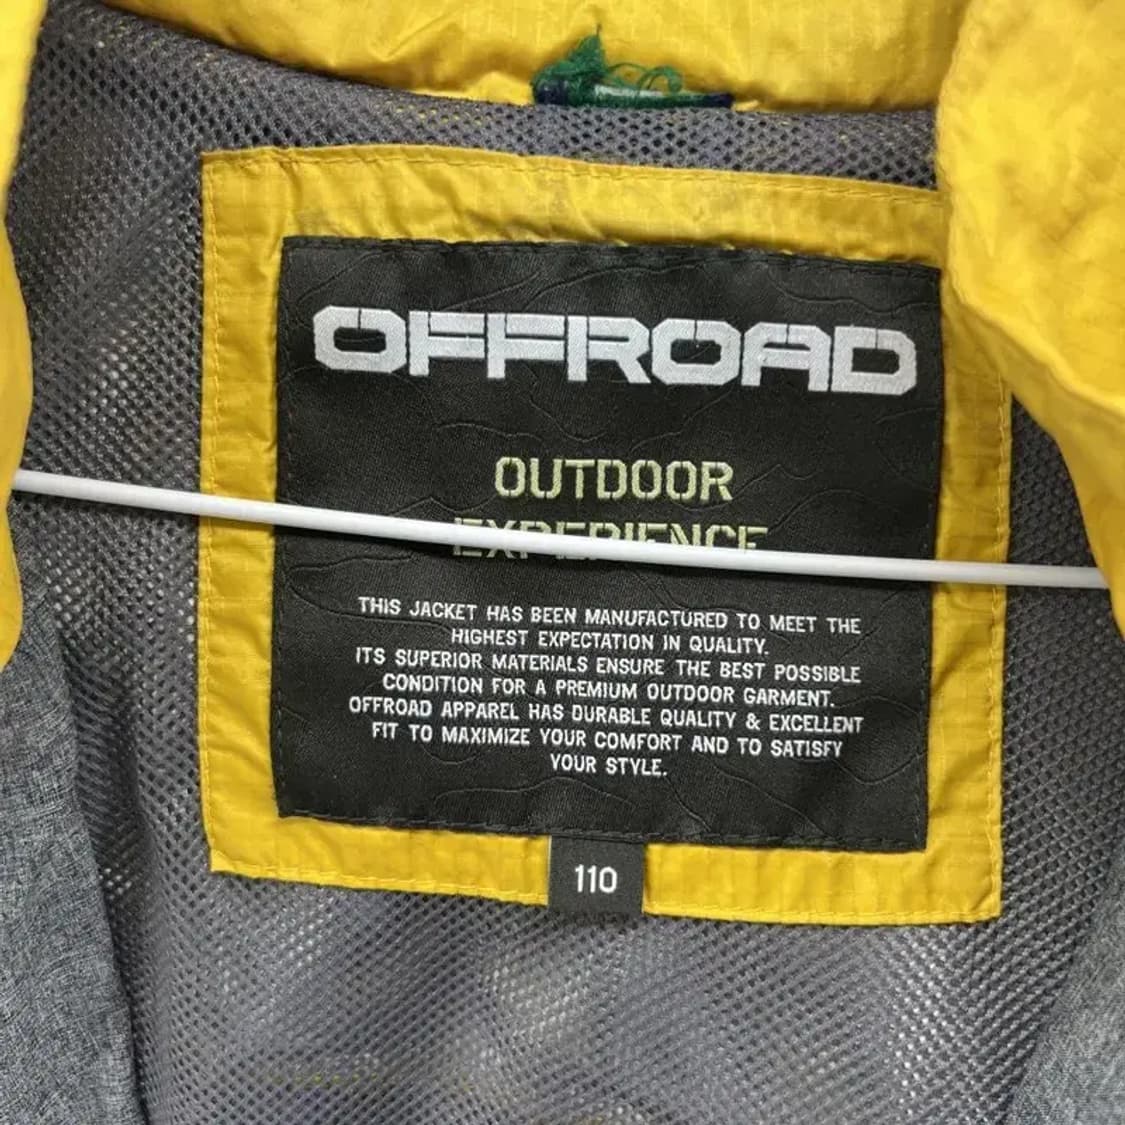 OFFROAD
OUTDOOR
EXPERIENCE
THIS JACKET HAS BEEN MANUFACTURED TO MEET THE
HIGHEST EXPECTATION IN QUALITY.
ITS SUPERIOR MATERIALS ENSURE THE BEST POSSIBLE
CONDITION FOR A PREMIUM OUTDOOR GARMENT.
OFFROAD APPAREL HAS DURABLE QUALITY & EXCELLENT
FIT TO MAXIMIZE YOUR COMFORT AND TO SATISFY
YOUR STYLE.
110